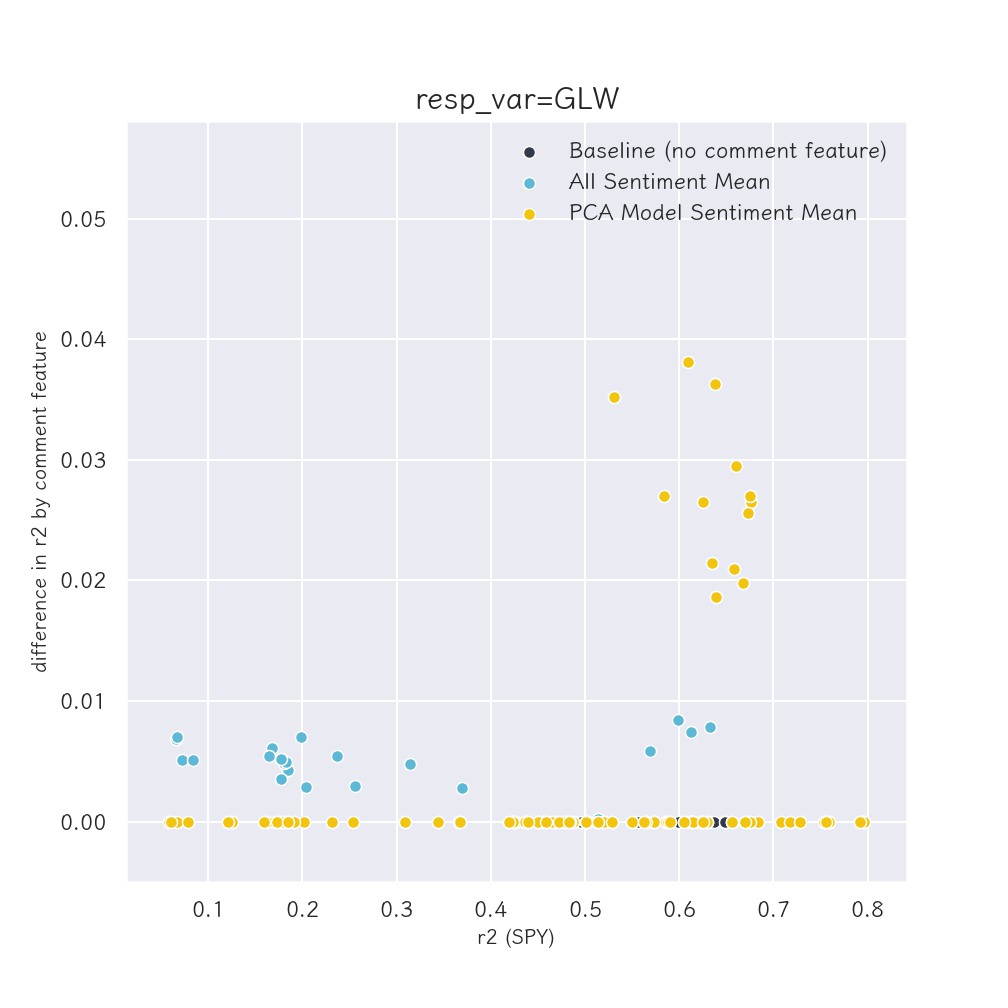 resp_var=GLW
Baseline (no comment feature)
All Sentiment Mean
PCA Model Sentiment Mean
difference in r2 by comment feature
0.05
0.04
0.03
0.02
0.01
0.00
0.1 0.2 0.3 0.4 0.5 0.6 0.7 0.8
r2 (SPY)